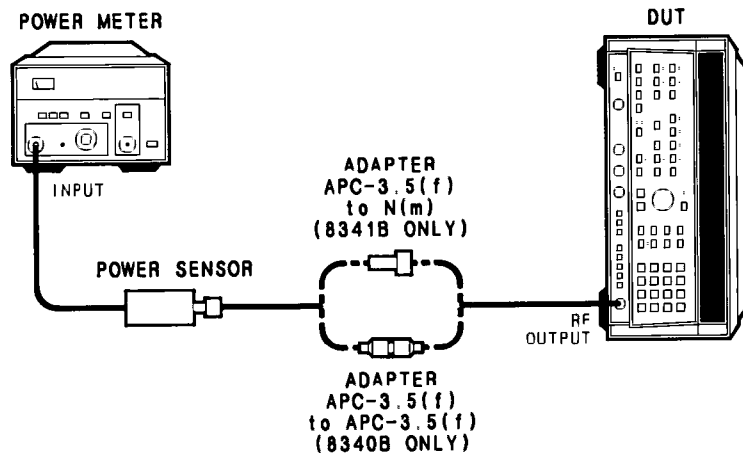 POWER METER
DUT
INPUT
ADAPTER
APC-3.5(f)
to N(m)
(8341B ONLY)
POWER SENSOR
RF
OUTPUT
ADAPTER
APC-3.5(f)
to APC-3.5(f)
(8340B ONLY)